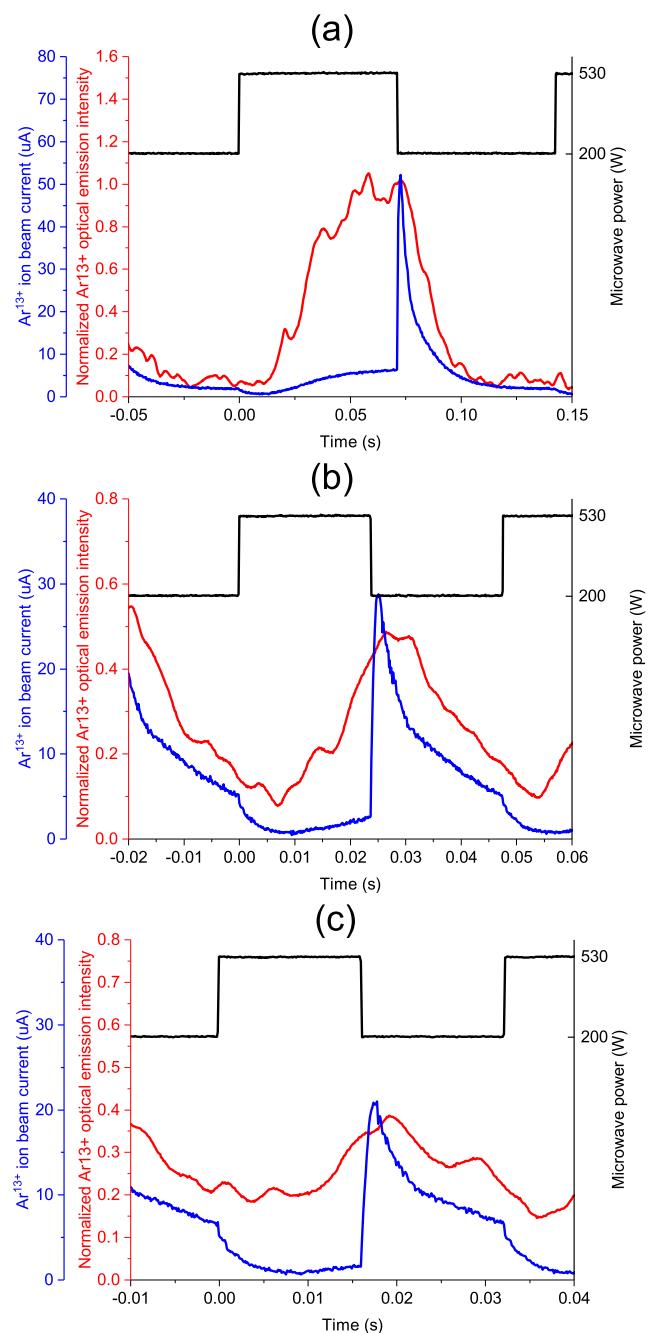 (a)
80
70
60
50
40
30
20
10
0
Ar¹³⁺ ion beam current (uA)
1.6
1.4
1.2
1.0
0.8
0.6
0.4
0.2
0.0
Normalized Ar13+ optical emission intensity
530
200
Microwave power (W)
-0.05 0.00 0.05 0.10 0.15
Time (s)
(b)
40
30
20
10
0
Ar¹³⁺ ion beam current (uA)
0.8
0.6
0.4
0.2
0.0
Normalized Ar13+ optical emission intensity
530
200
Microwave power (W)
-0.02 -0.01 0.00 0.01 0.02 0.03 0.04 0.05 0.06
Time (s)
(c)
40
30
20
10
0
Ar¹³⁺ ion beam current (uA)
0.8
0.7
0.6
0.5
0.4
0.3
0.2
0.1
0.0
Normalized Ar13+ optical emission intensity
530
200
Microwave power (W)
-0.01 0.00 0.01 0.02 0.03 0.04
Time (s)